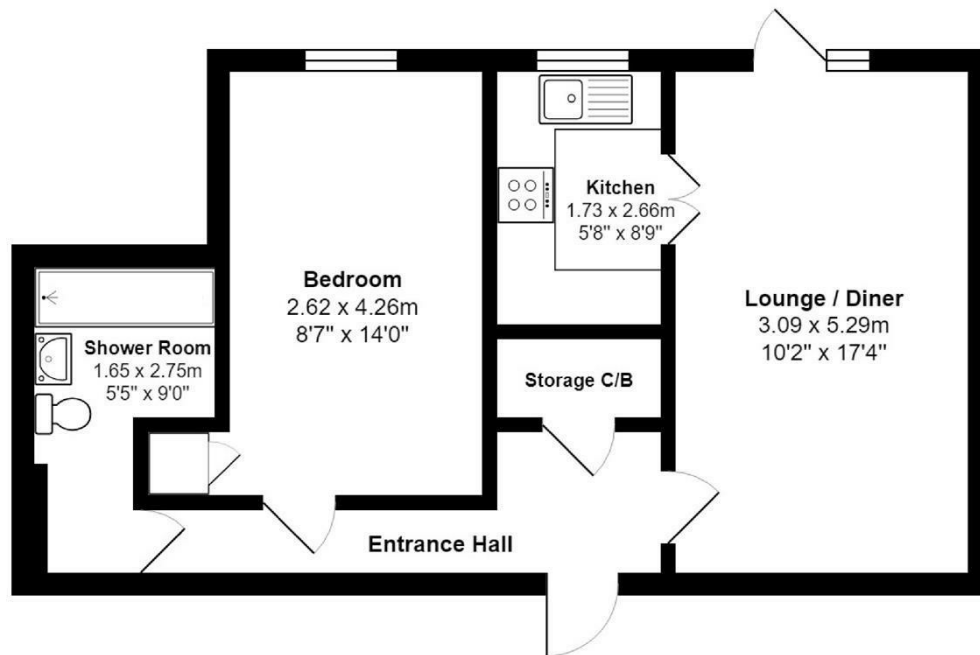 Kitchen
1.73 x 2.66m
5'8" x 8'9"
Bedroom
2.62 x 4.26m
8'7" x 14'0"
Lounge / Diner
3.09 x 5.29m
10'2" x 17'4"
Shower Room
1.65 x 2.75m
5'5" x 9'0"
Storage C/B
Entrance Hall